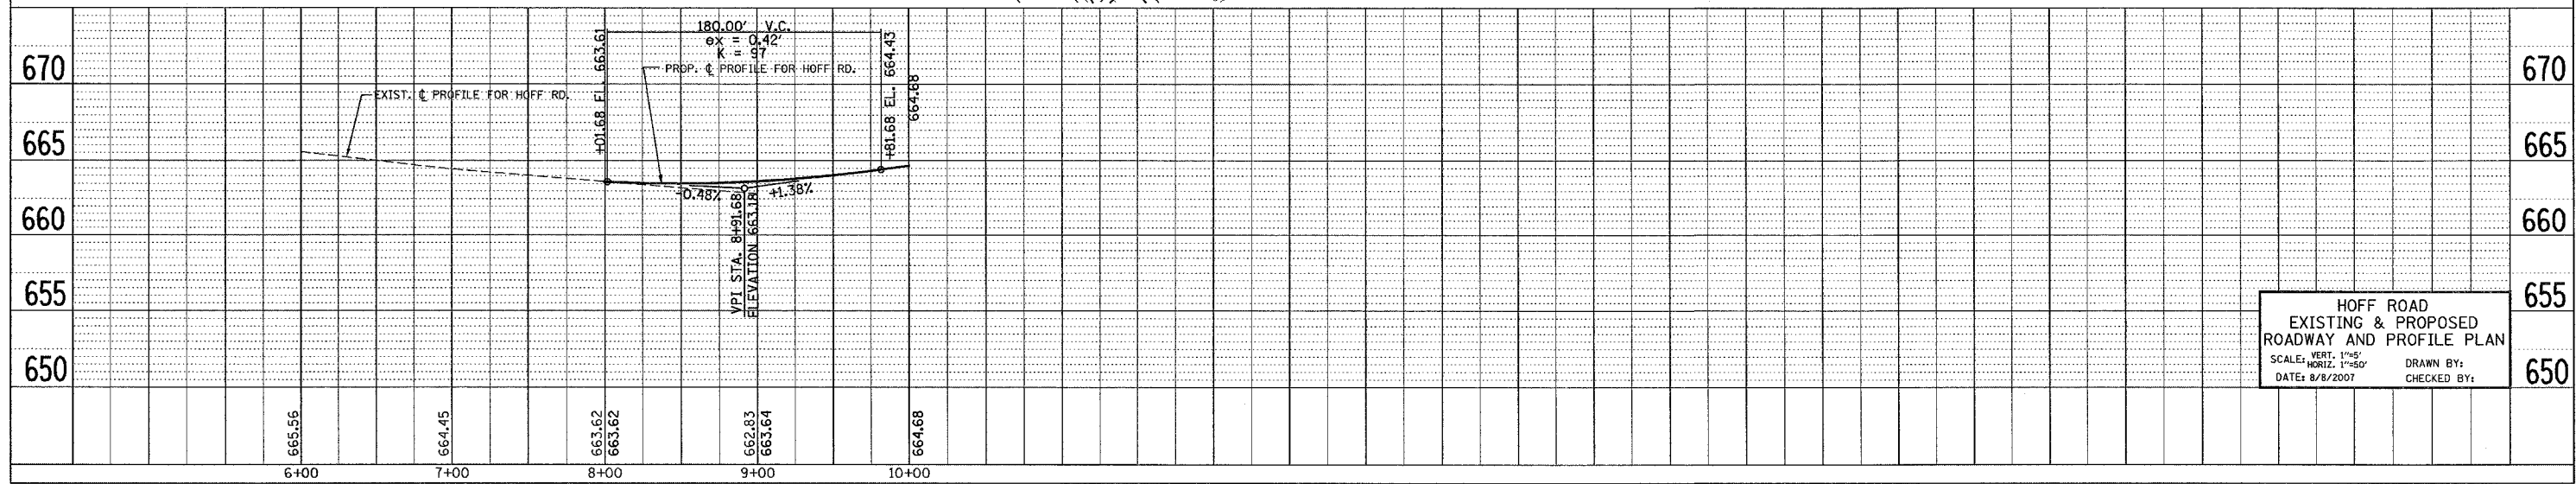 180.00' V.C.
ex = 0.42'
K = 97
PROP. ℄ PROFILE FOR HOFF RD.
EXIST. ℄ PROFILE FOR HOFF RD.
+01.68 EL. 663.61
+81.68 EL. 664.43
664.68
-0.48%
+1.38%
VPI STA. 8+91.68
ELEVATION 663.18
670
665
660
655
650
670
665
660
655
650
HOFF ROAD
EXISTING & PROPOSED
ROADWAY AND PROFILE PLAN
SCALE: VERT. 1"=5'
HORIZ. 1"=50'
DRAWN BY:
DATE: 8/8/2007
CHECKED BY:
665.56
664.45
663.62
663.62
662.83
663.64
664.68
6+00
7+00
8+00
9+00
10+00